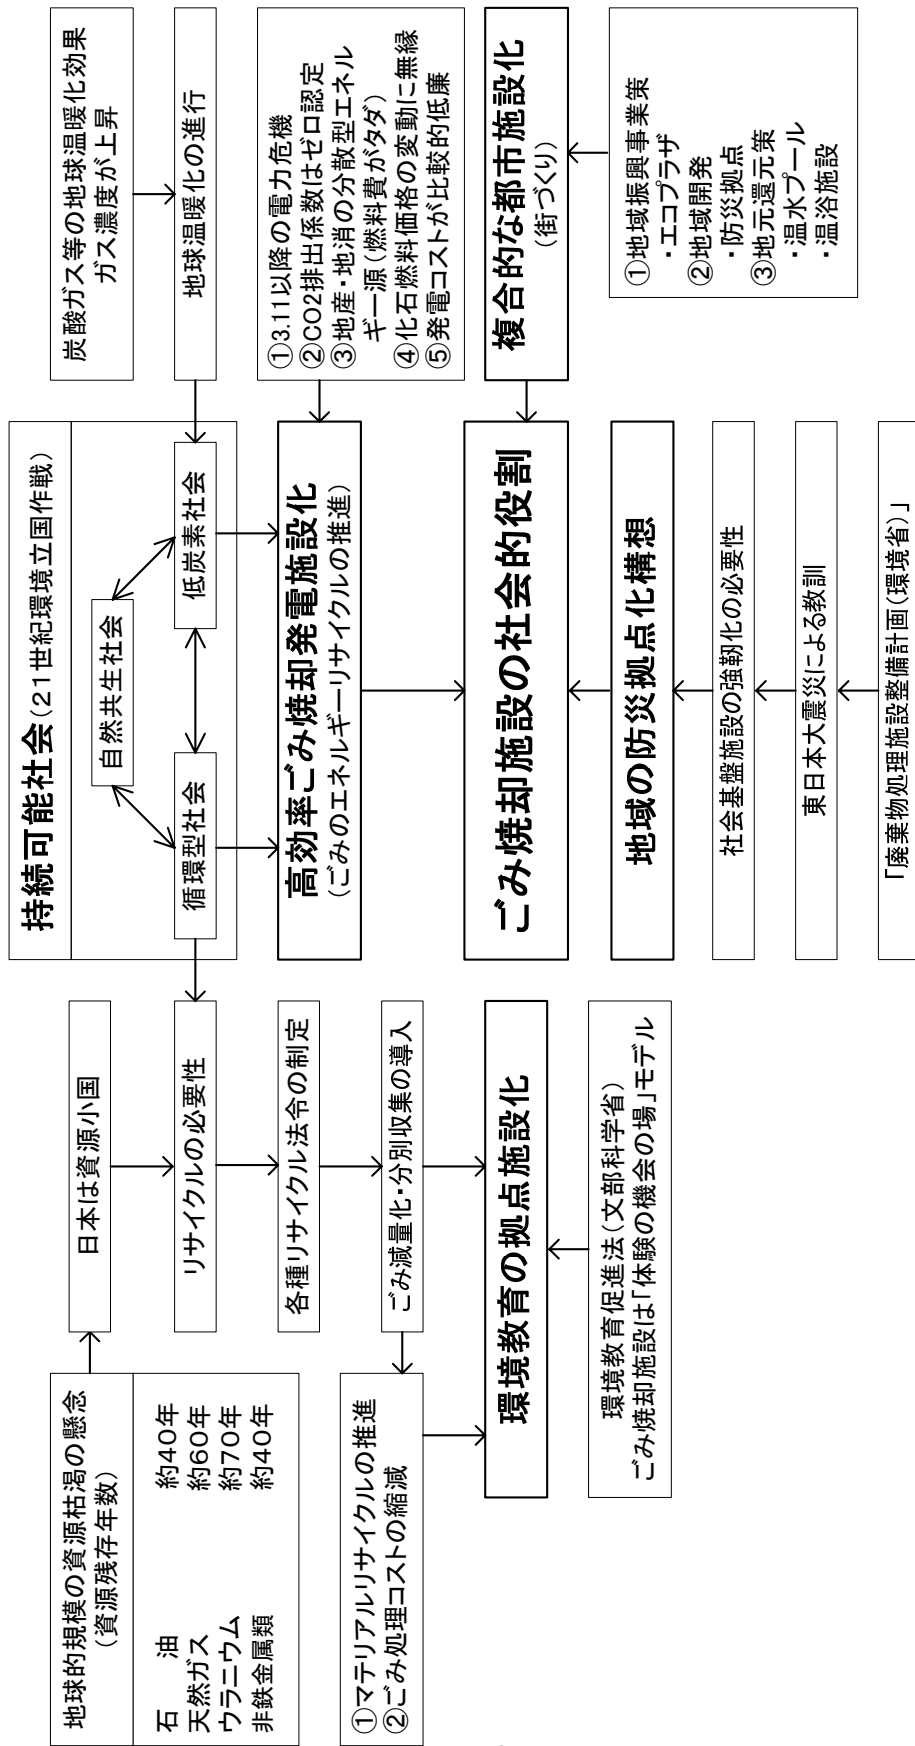 地球的規模の資源枯渇の懸念
(資源残存年数)
石　　油　約40年
天然ガス　約60年
ウラニウム　約70年
非鉄金属類　約40年
日本は資源小国
持続可能社会(21世紀環境立国作戦)
自然共生社会
循環型社会
低炭素社会
炭酸ガス等の地球温暖化効果
ガス濃度が上昇
地球温暖化の進行
リサイクルの必要性
各種リサイクル法令の制定
ごみ減量化・分別収集の導入
①マテリアルリサイクルの推進
②ごみ処理コストの縮減
高効率ごみ焼却発電施設化
(ごみのエネルギーリサイクルの推進)
①3.11以降の電力危機
②CO2排出係数はゼロ認定
③地産・地消の分散型エネル
ギー源(燃料費がタダ)
④化石燃料価格の変動に無縁
⑤発電コストが比較的低廉
環境教育の拠点施設化
ごみ焼却施設の社会的役割
複合的な都市施設化
(街づくり)
環境教育促進法(文部科学省)
ごみ焼却施設は「体験の機会の場」モデル
地域の防災拠点化構想
社会基盤施設の強靭化の必要性
東日本大震災による教訓
「廃棄物処理施設整備計画(環境省)」
①地域振興事業策
・エコプラザ
②地域開発
・防災拠点
③地元還元策
・温水プール
・温浴施設